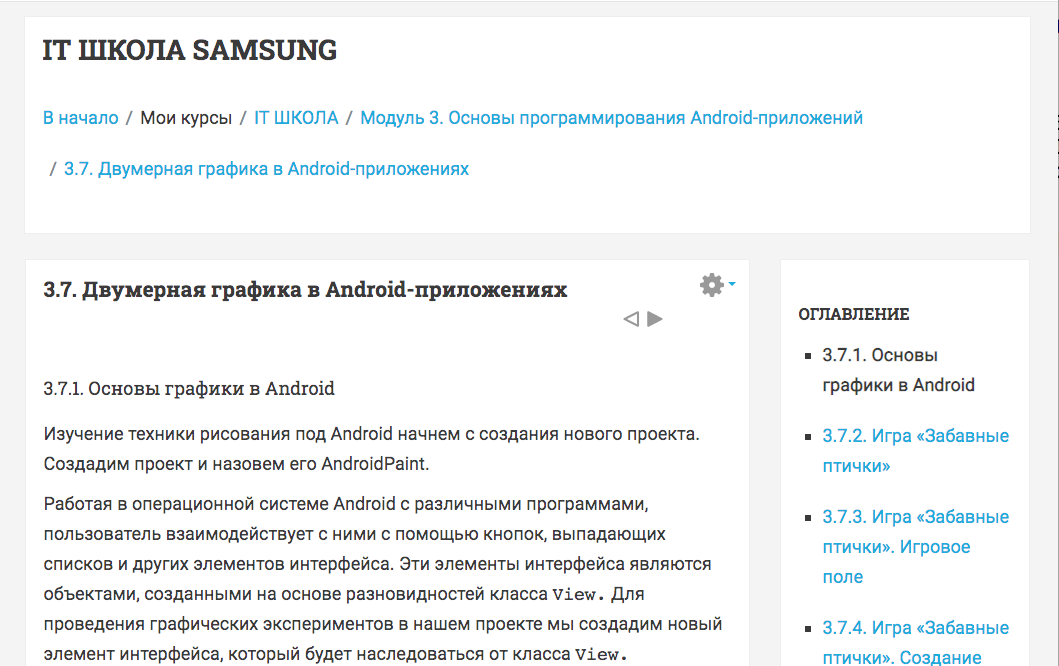 IT ШКОЛА SAMSUNG
В начало / Мои курсы / IT ШКОЛА / Модуль 3. Основы программирования Android-приложений
/ 3.7. Двумерная графика в Android-приложениях
3.7. Двумерная графика в Android-приложениях
3.7.1. Основы графики в Android
Изучение техники рисования под Android начнем с создания нового проекта.
Создадим проект и назовем его AndroidPaint.
Работая в операционной системе Android с различными программами,
пользователь взаимодействует с ними с помощью кнопок, выпадающих
списков и других элементов интерфейса. Эти элементы интерфейса являются
объектами, созданными на основе разновидностей класса View. Для
проведения графических экспериментов в нашем проекте мы создадим новый
элемент интерфейса, который будет наследоваться от класса View.
ОГЛАВЛЕНИЕ
3.7.1. Основы
графики в Android
3.7.2. Игра «Забавные
птички»
3.7.3. Игра «Забавные
птички». Игровое
поле
3.7.4. Игра «Забавные
птички». Создание